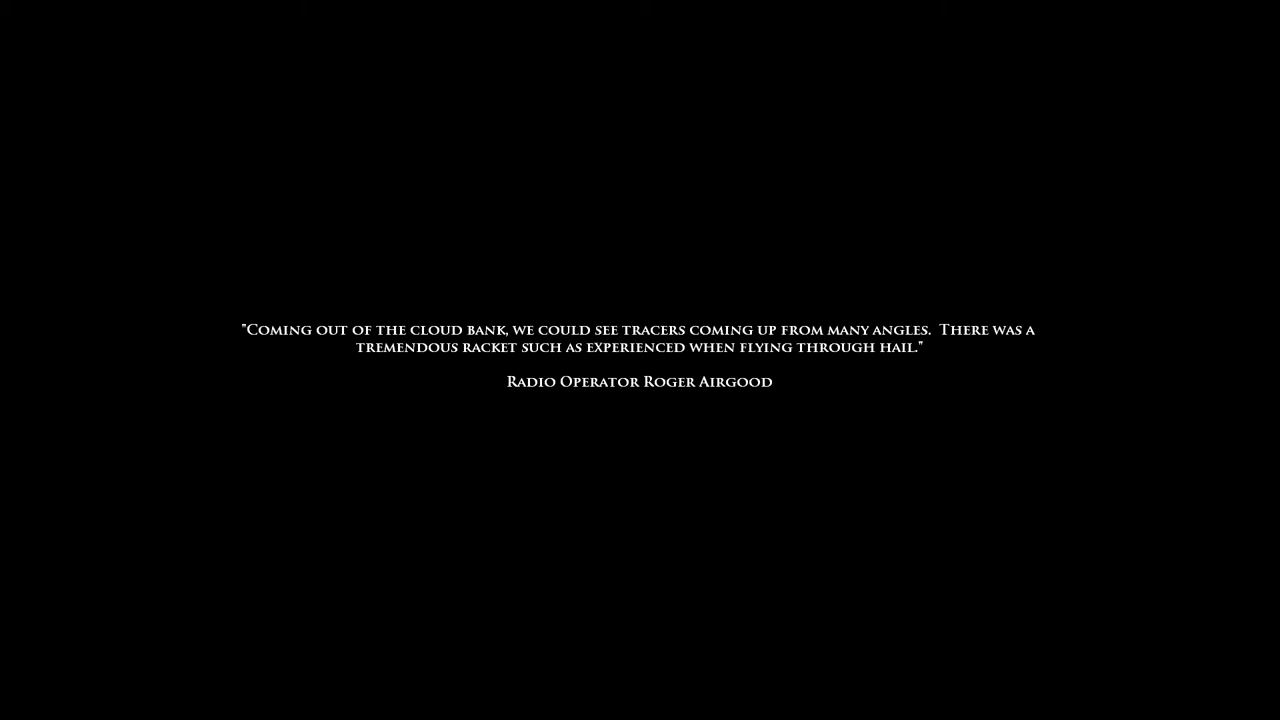 "Coming out of the cloud bank, we could see tracers coming up from many angles.  There was a
tremendous racket such as experienced when flying through hail."
Radio Operator Roger Airgood